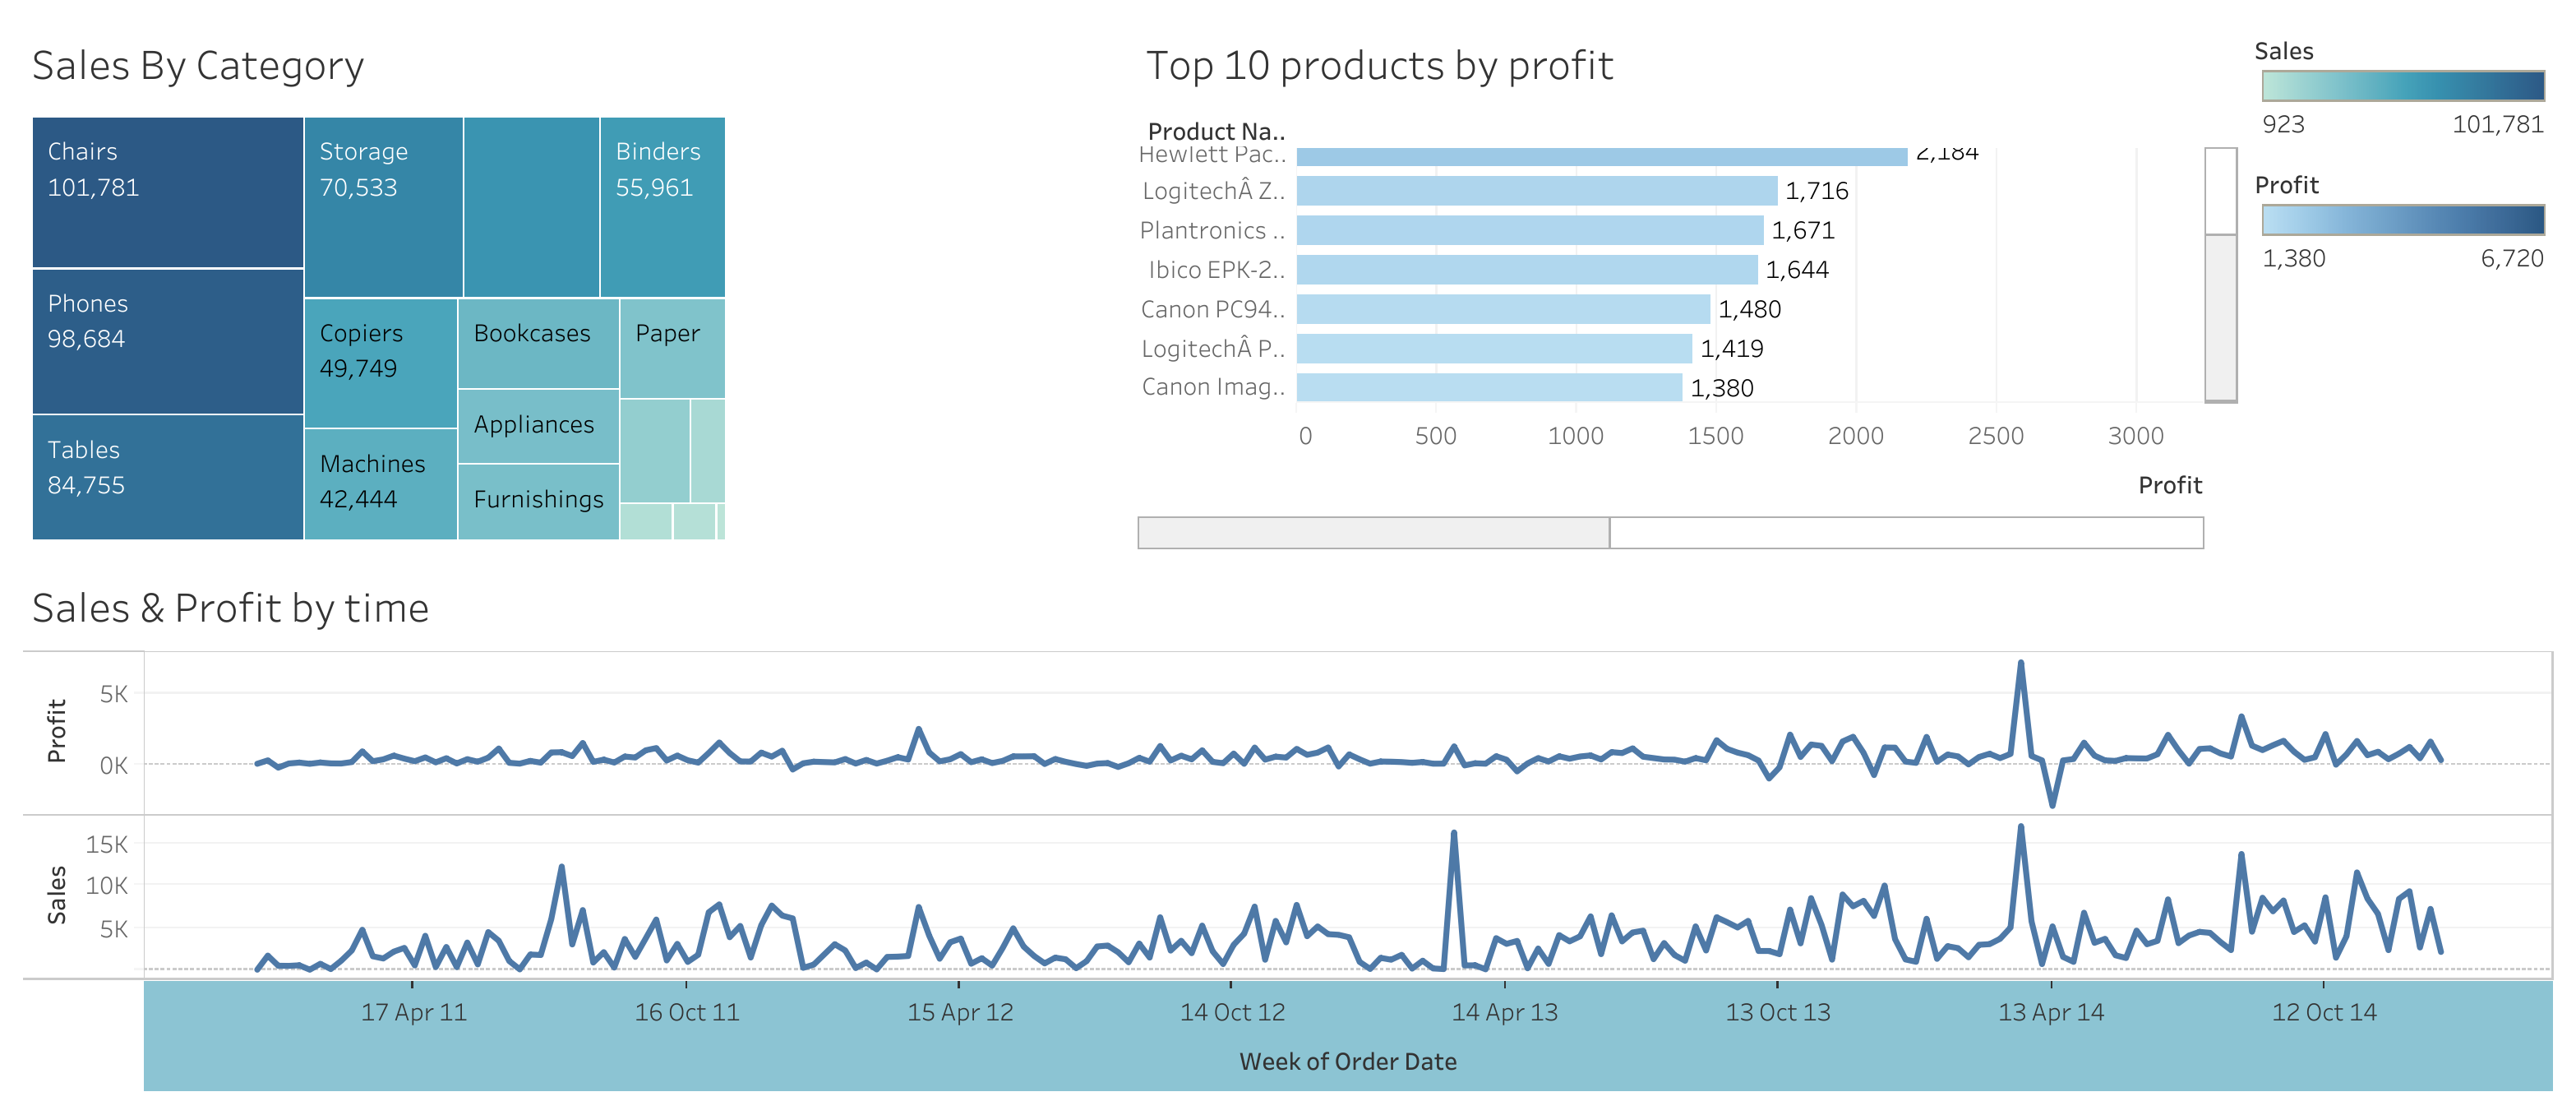 Sales By Category
Chairs
101,781
Phones
98,684
Tables
84,755
Storage
70,533
Binders
55,961
Copiers
49,749
Machines
42,444
Bookcases
Appliances
Furnishings
Paper
Top 10 products by profit
Product Na..
Hewlett Pac.. 2,184
LogitechÂ Z.. 1,716
Plantronics .. 1,671
Ibico EPK-2.. 1,644
Canon PC94.. 1,480
LogitechÂ P.. 1,419
Canon Imag.. 1,380
0 500 1000 1500 2000 2500 3000
Profit
Sales
923 101,781
Profit
1,380 6,720
Sales & Profit by time
Profit
5K
0K
Sales
15K
10K
5K
17 Apr 11 16 Oct 11 15 Apr 12 14 Oct 12 14 Apr 13 13 Oct 13 13 Apr 14 12 Oct 14
Week of Order Date